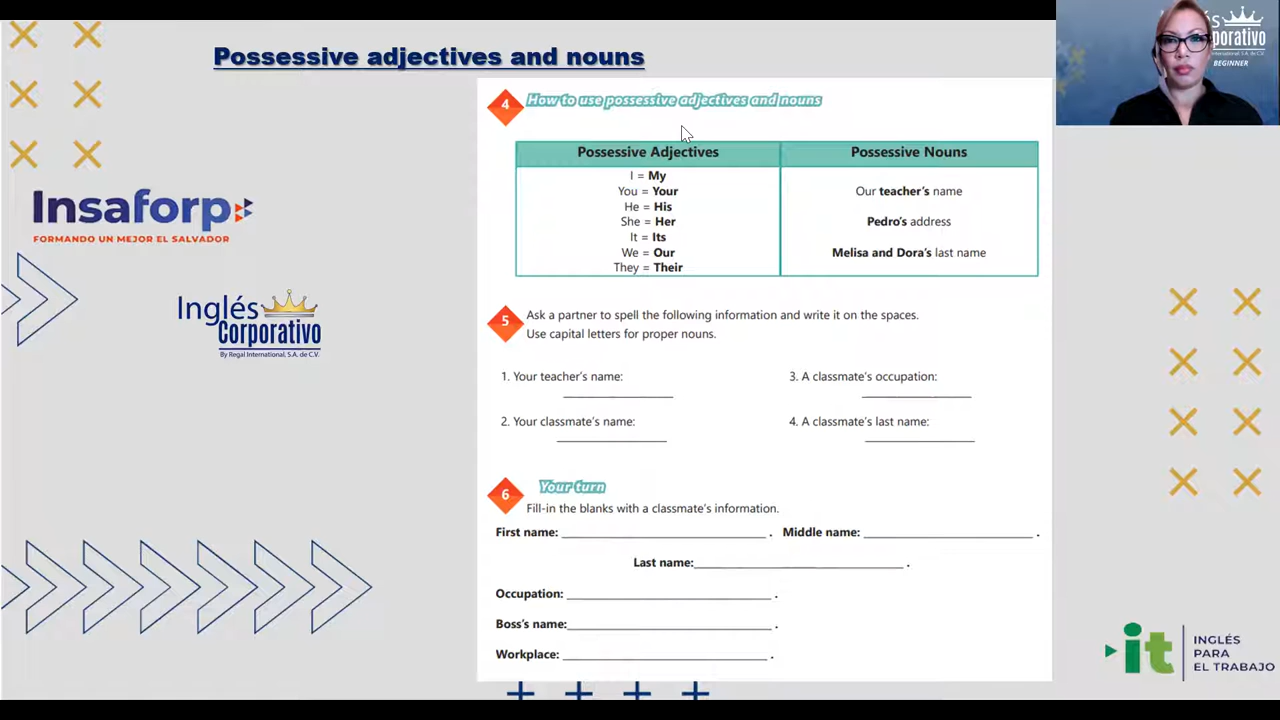 Possessive adjectives and nouns
4
How to use possessive adjectives and nouns
Possessive Adjectives
Possessive Nouns
I = My
You = Your
He = His
She = Her
It = Its
We = Our
They = Their
Our teacher's name
Pedro's address
Melisa and Dora's last name
5
Ask a partner to spell the following information and write it on the spaces.
Use capital letters for proper nouns.
1. Your teacher's name:
3. A classmate's occupation:
2. Your classmate's name:
4. A classmate's last name:
6
Your turn
Fill-in the blanks with a classmate's information.
First name: . Middle name: .
Last name: .
Occupation: .
Boss's name: .
Workplace: .
Insaforp
FORMANDO UN MEJOR EL SALVADOR
Inglés
Corporativo
By Regal International, S.A. de C.V.
BEGINNER
it
INGLÉS
PARA
EL TRABAJO